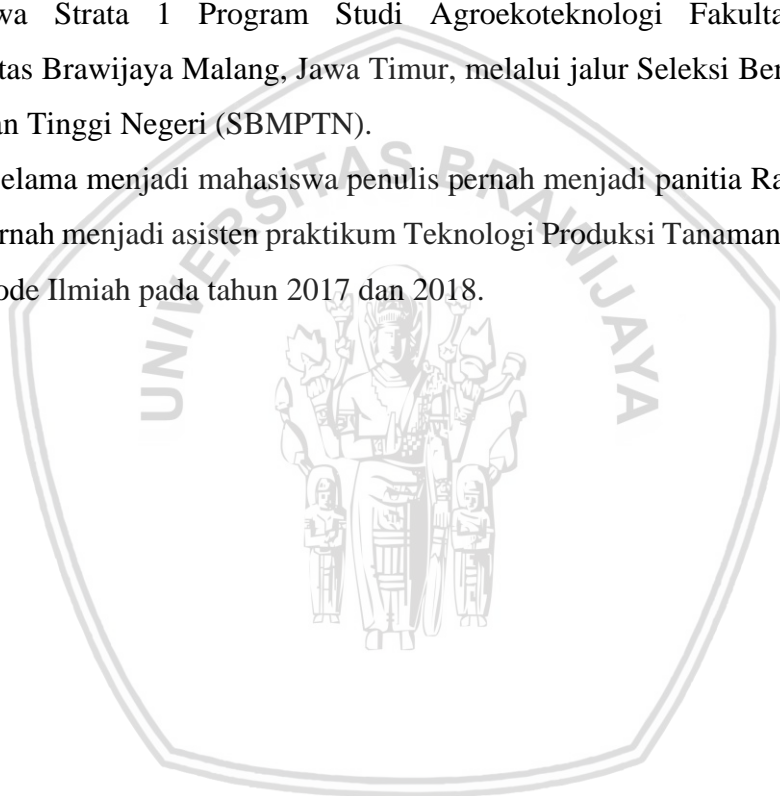 wa Strata 1 Program Studi Agroekoteknologi Fakulta
tas Brawijaya Malang, Jawa Timur, melalui jalur Seleksi Ber
an Tinggi Negeri (SBMPTN).
elama menjadi mahasiswa penulis pernah menjadi panitia Ra
rnah menjadi asisten praktikum Teknologi Produksi Tanaman
ode Ilmiah pada tahun 2017 dan 2018.
UNIVERSITAS BRAWIJAYA